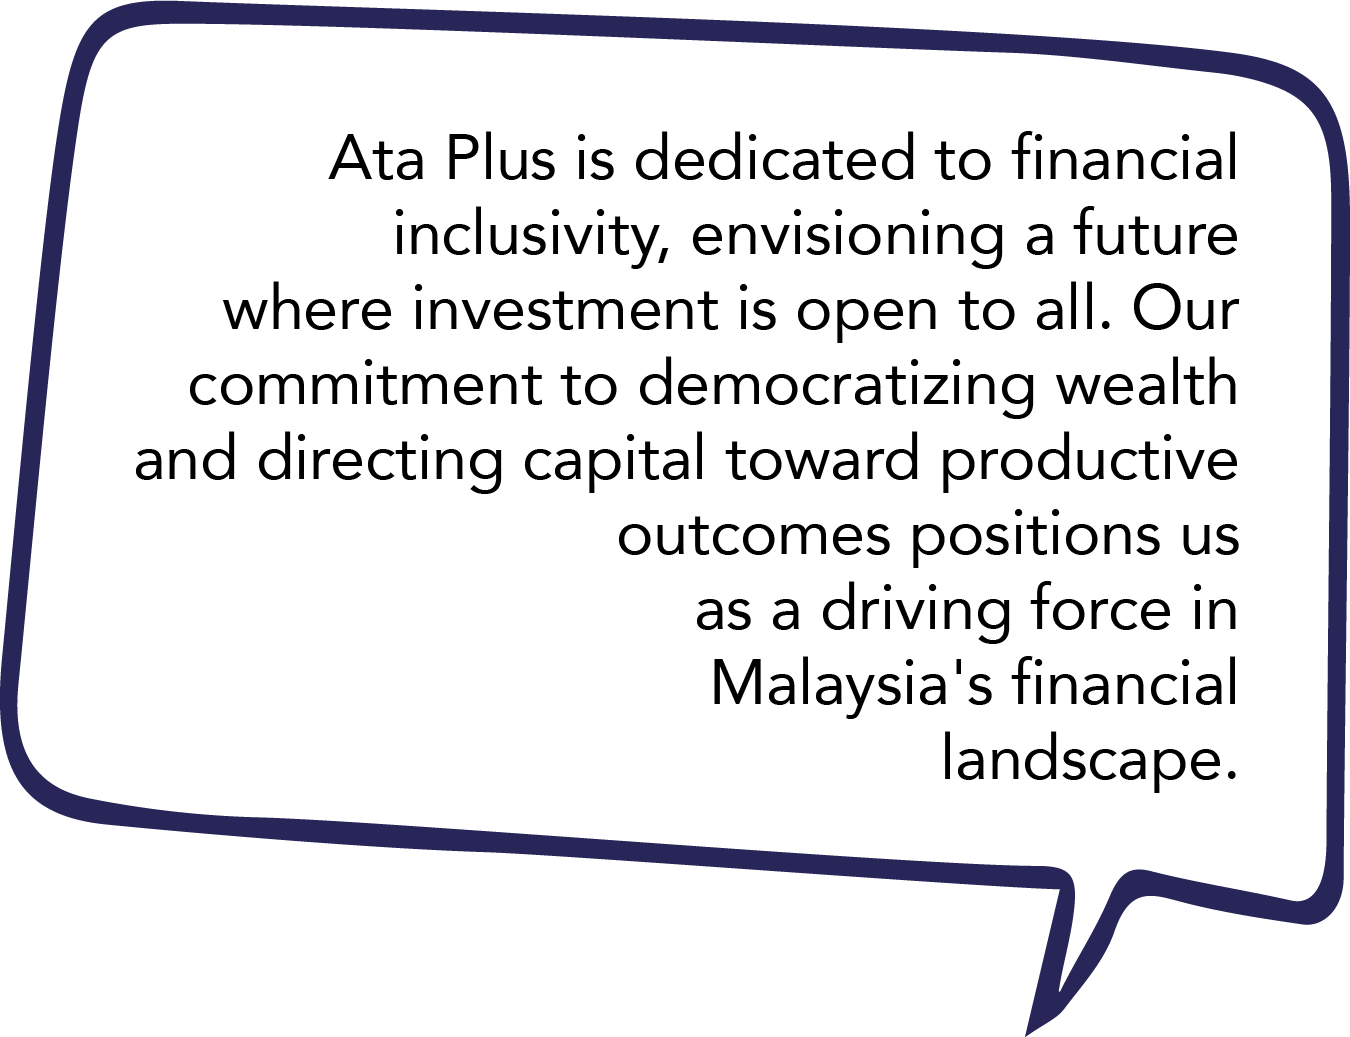 Ata Plus is dedicated to financial
inclusivity, envisioning a future
where investment is open to all. Our
commitment to democratizing wealth
and directing capital toward productive
outcomes positions us
as a driving force in
Malaysia's financial
landscape.